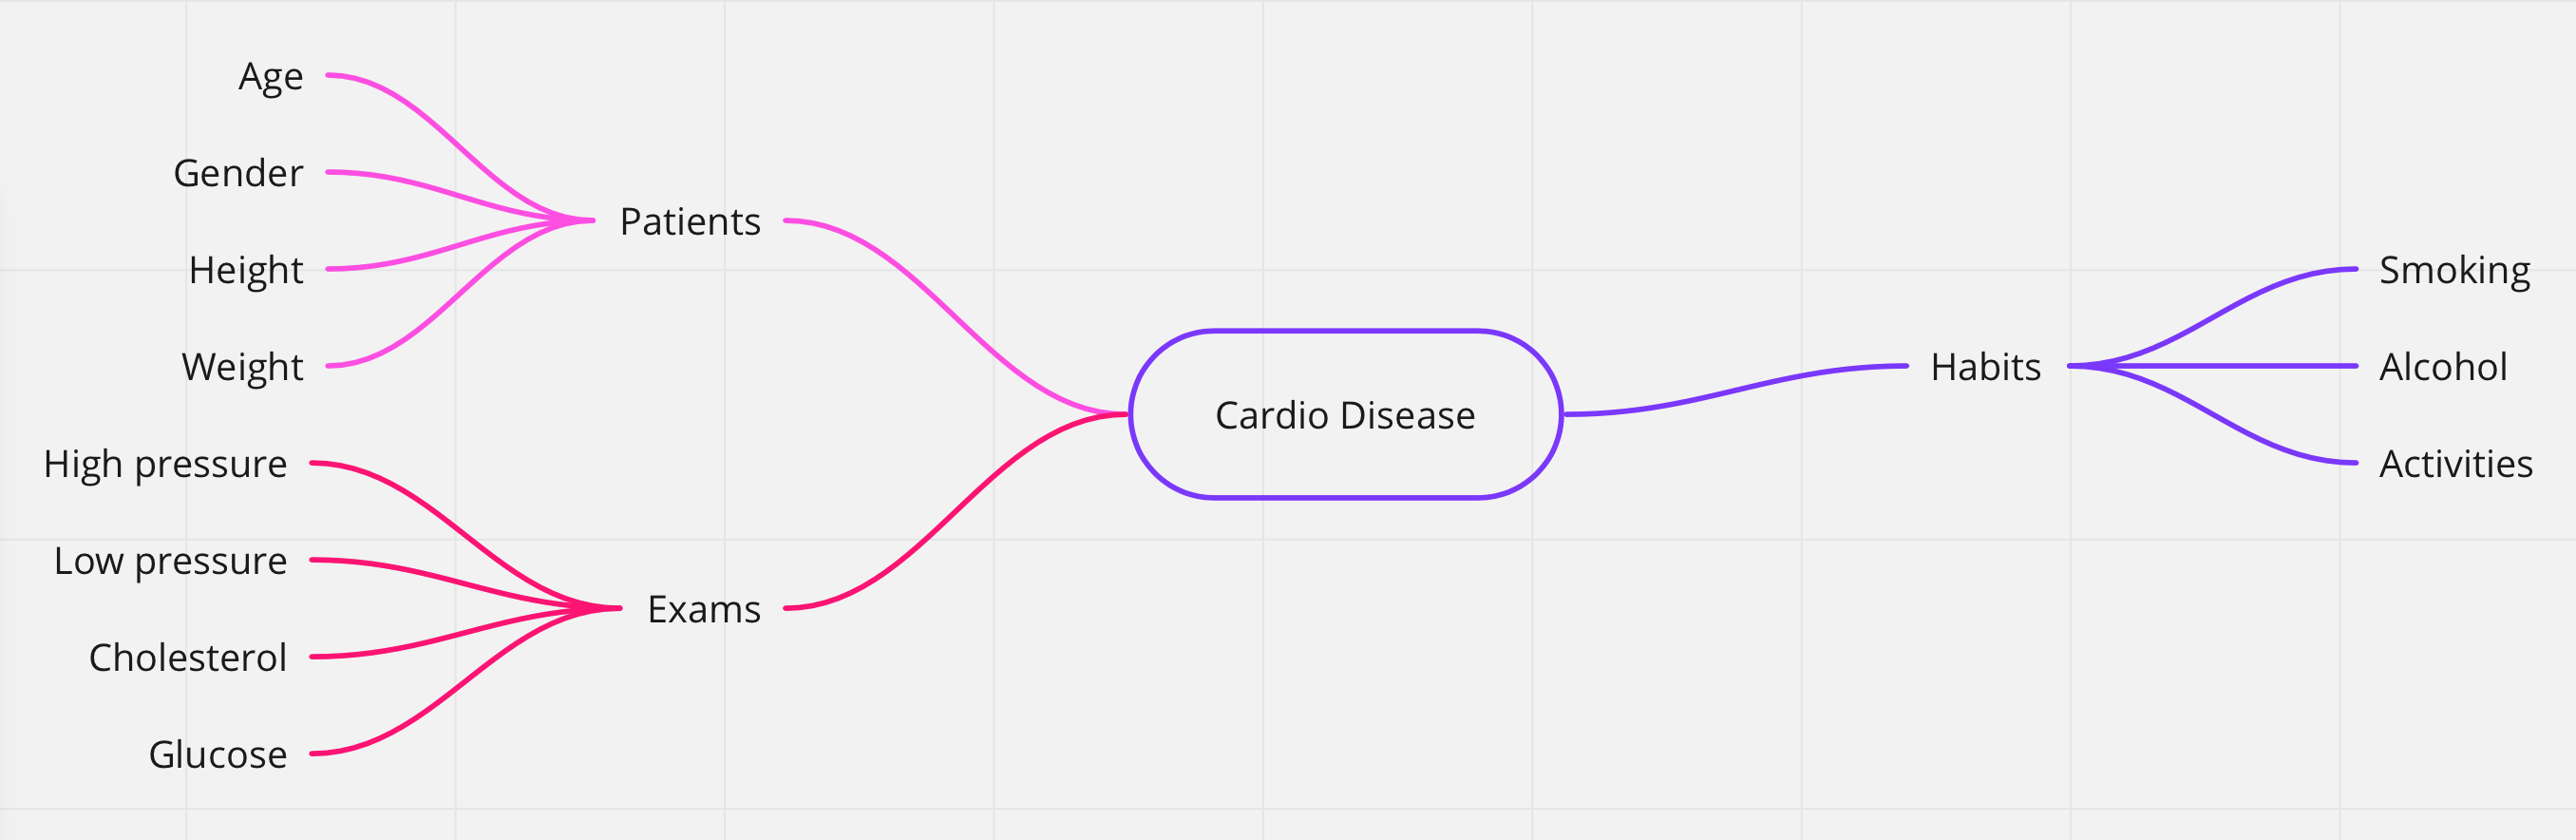 Age
Gender
Height
Weight
Patients
High pressure
Low pressure
Cholesterol
Glucose
Exams
Cardio Disease
Habits
Smoking
Alcohol
Activities